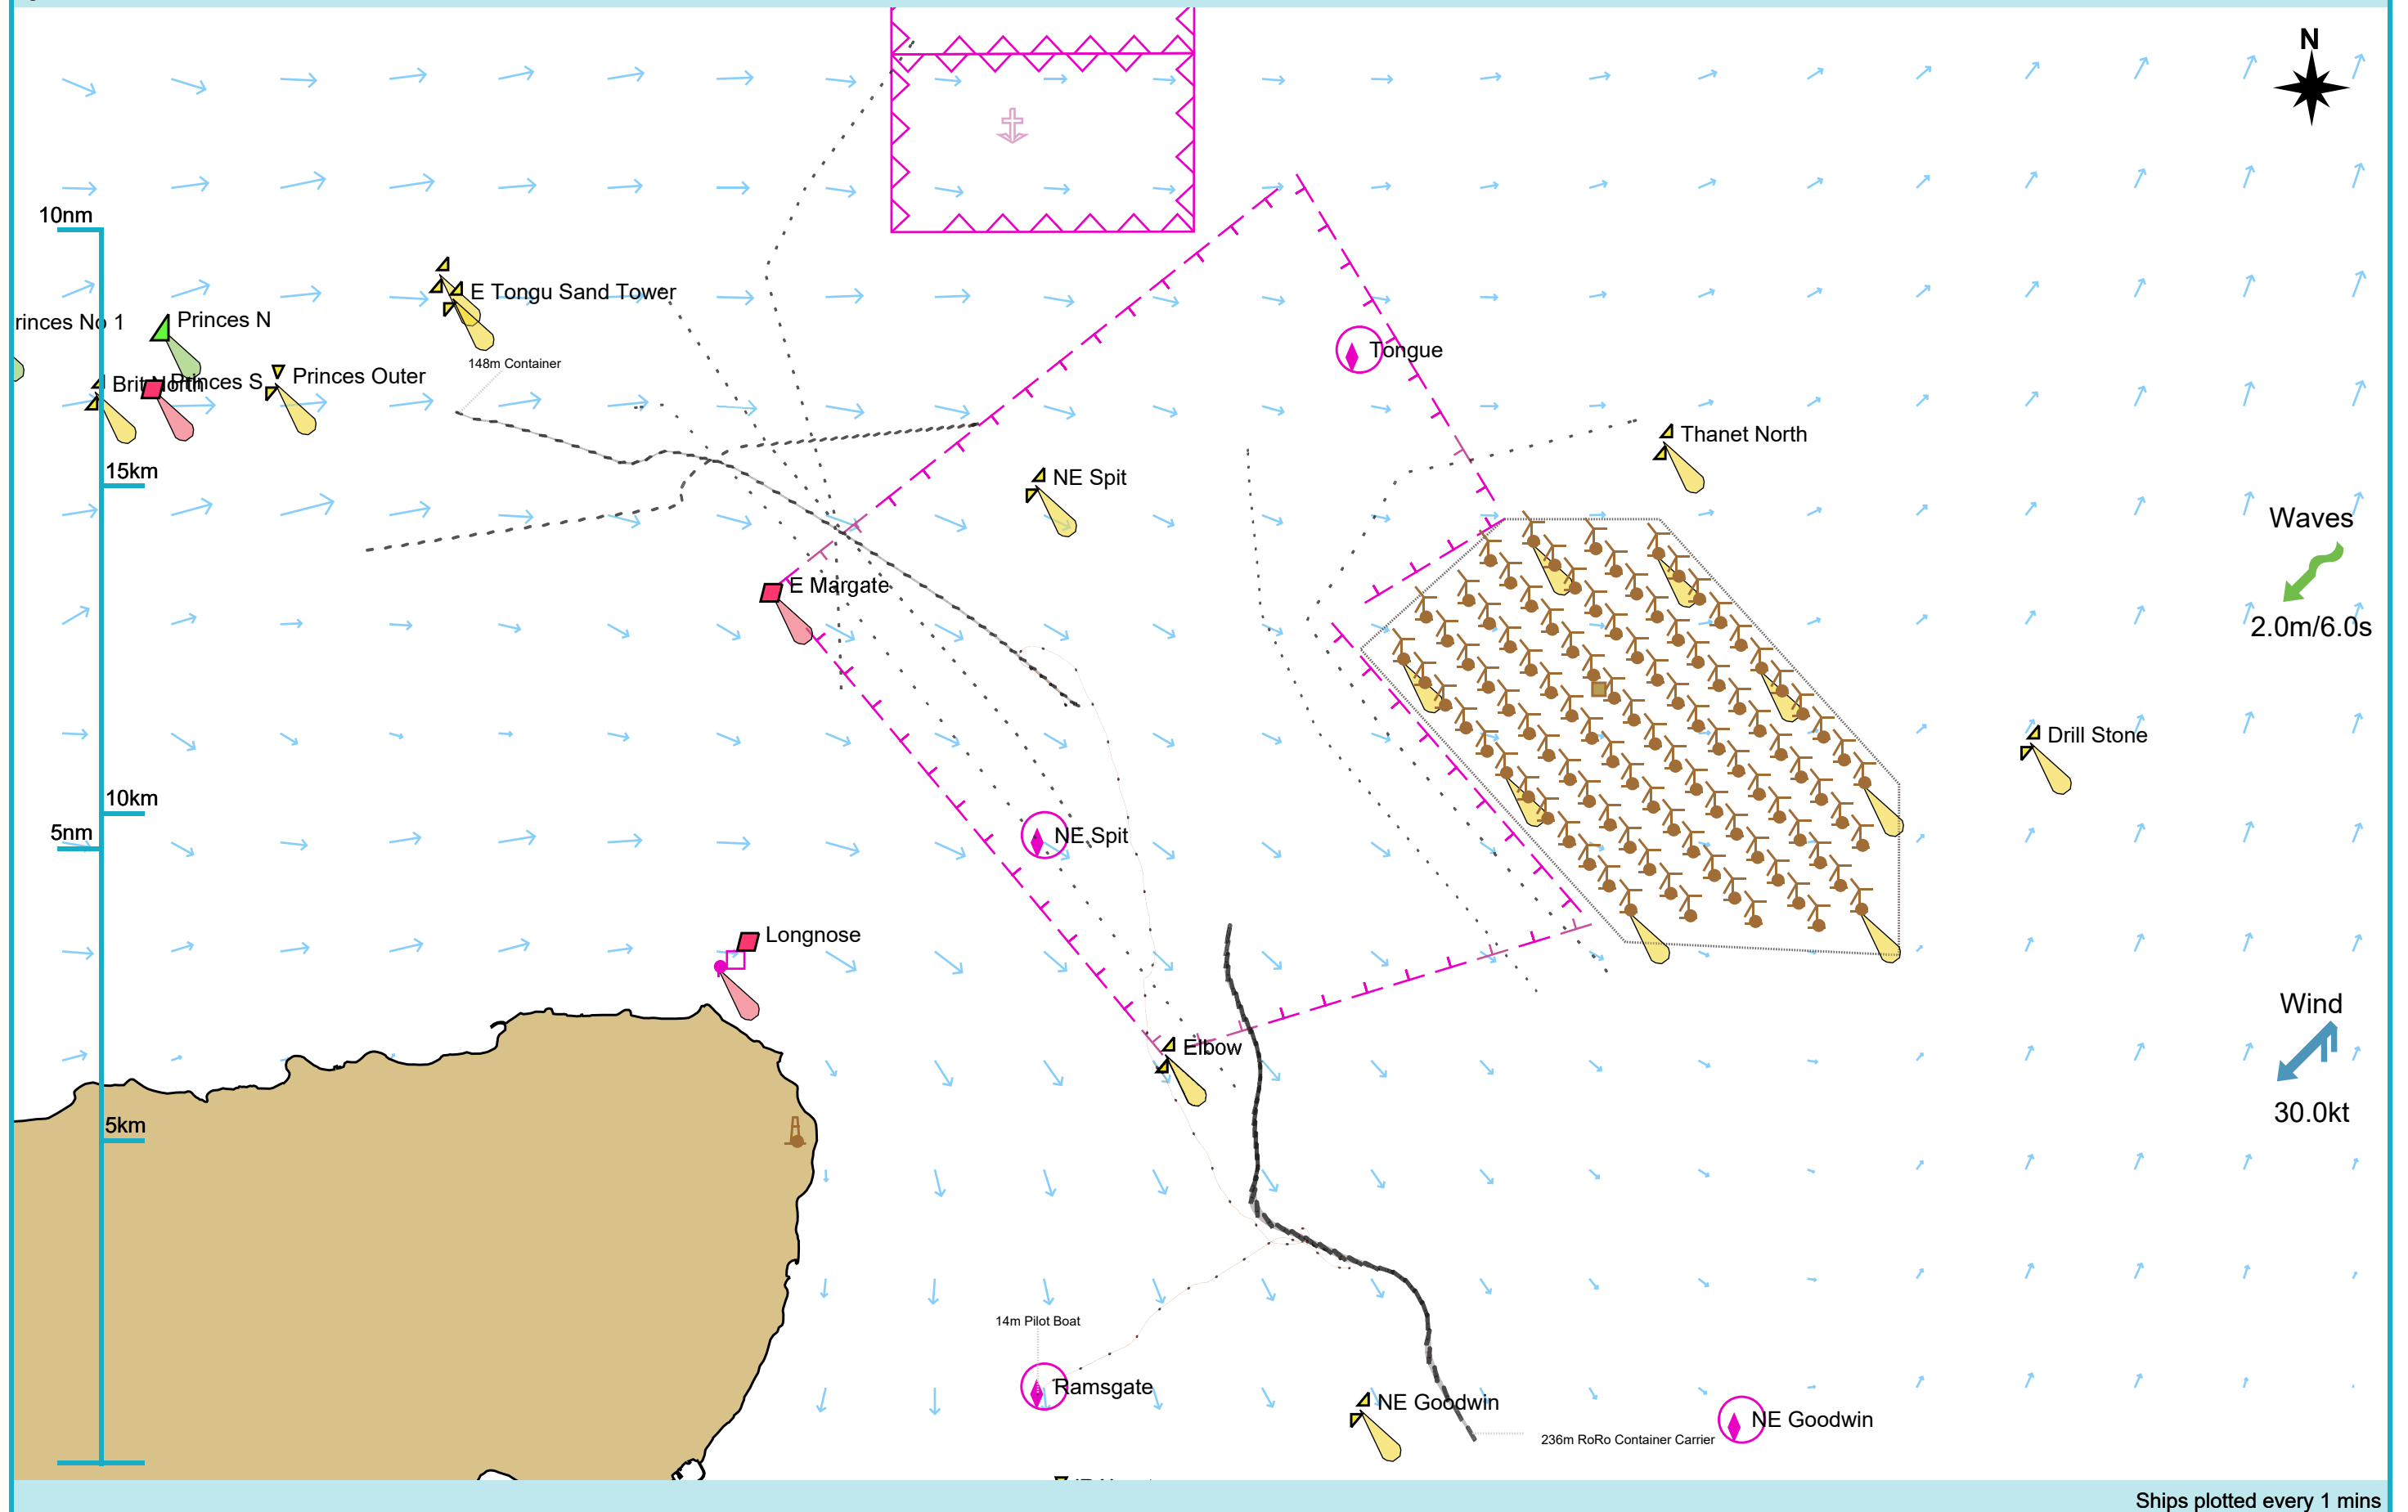 N
10nm
E Tongu Sand Tower
rinces No 1
Princes N
148m Container
Tongue
Brit North
Princes S
Princes Outer
Thanet North
15km
NE Spit
Waves
E Margate
2.0m/6.0s
Drill Stone
10km
5nm
NE Spit
Longnose
Wind
Elbow
30.0kt
5km
14m Pilot Boat
Ramsgate
NE Goodwin
NE Goodwin
236m RoRo Container Carrier
Ships plotted every 1 mins